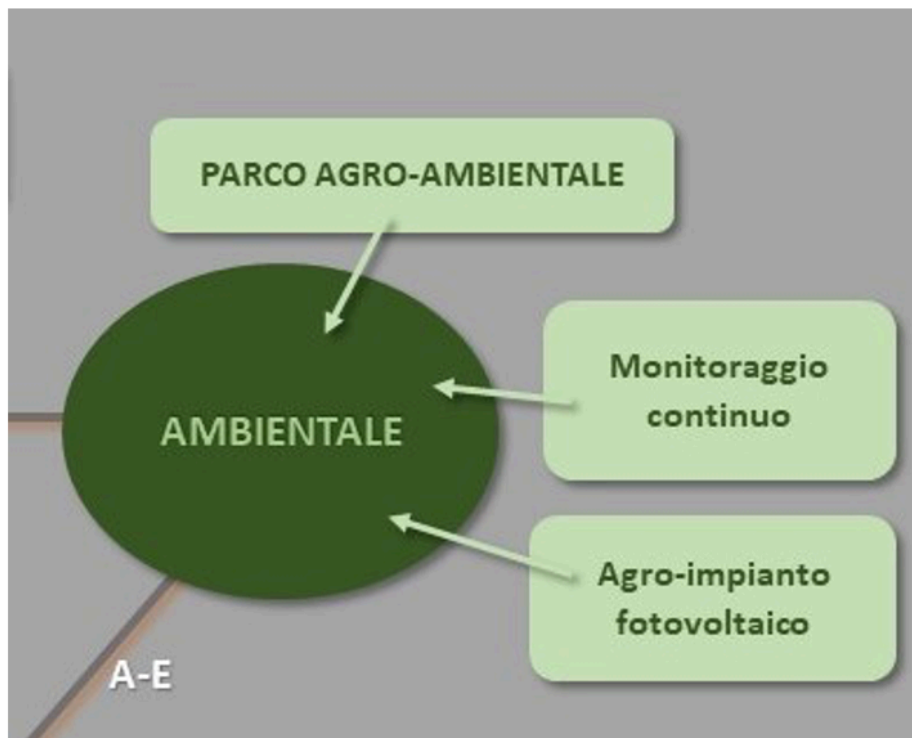 PARCO AGRO-AMBIENTALE
Monitoraggio
continuo
AMBIENTALE
Agro-impianto
fotovoltaico
A-E